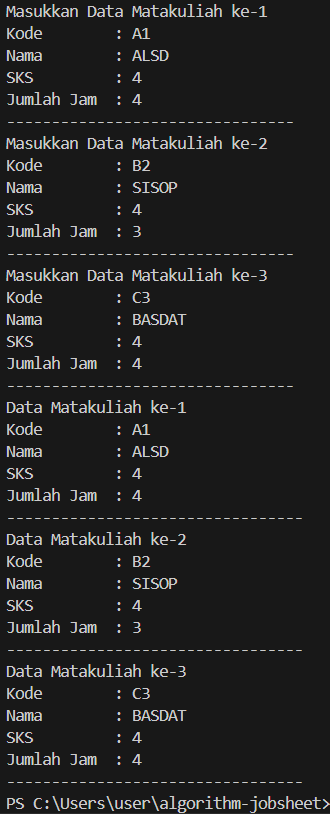 Masukkan Data Matakuliah ke-1
Kode        : A1
Nama        : ALSD
SKS         : 4
Jumlah Jam  : 4
--------------------------------
Masukkan Data Matakuliah ke-2
Kode        : B2
Nama        : SISOP
SKS         : 4
Jumlah Jam  : 3
--------------------------------
Masukkan Data Matakuliah ke-3
Kode        : C3
Nama        : BASDAT
SKS         : 4
Jumlah Jam  : 4
--------------------------------
Data Matakuliah ke-1
Kode        : A1
Nama        : ALSD
SKS         : 4
Jumlah Jam  : 4
---------------------------------
Data Matakuliah ke-2
Kode        : B2
Nama        : SISOP
SKS         : 4
Jumlah Jam  : 3
---------------------------------
Data Matakuliah ke-3
Kode        : C3
Nama        : BASDAT
SKS         : 4
Jumlah Jam  : 4
---------------------------------
PS C:\Users\user\algorithm-jobsheet>